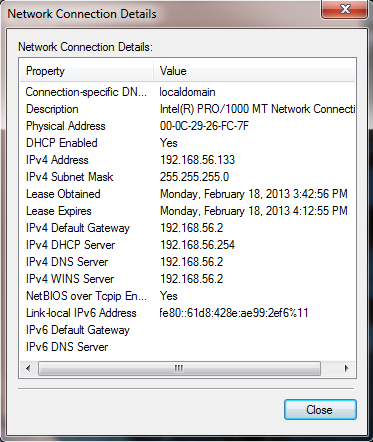 Network Connection Details
Network Connection Details:
Property Value
Connection-specific DN... localdomain
Description Intel(R) PRO/1000 MT Network Connecti
Physical Address 00-0C-29-26-FC-7F
DHCP Enabled Yes
IPv4 Address 192.168.56.133
IPv4 Subnet Mask 255.255.255.0
Lease Obtained Monday, February 18, 2013 3:42:56 PM
Lease Expires Monday, February 18, 2013 4:12:55 PM
IPv4 Default Gateway 192.168.56.2
IPv4 DHCP Server 192.168.56.254
IPv4 DNS Server 192.168.56.2
IPv4 WINS Server 192.168.56.2
NetBIOS over Tcpip En... Yes
Link-local IPv6 Address fe80::61d8:428e:ae99:2ef6%11
IPv6 Default Gateway
IPv6 DNS Server
Close